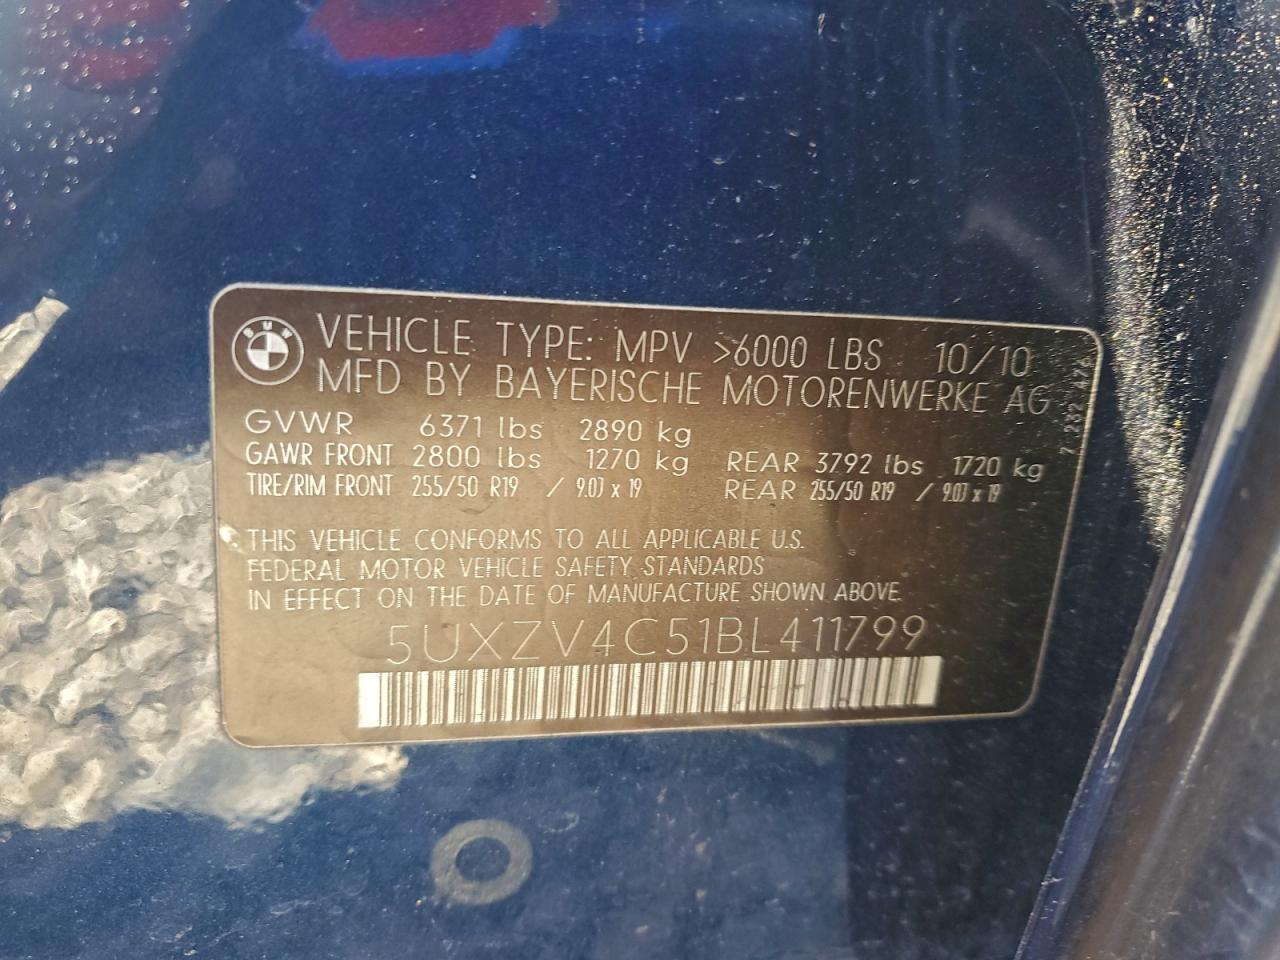 BMW
VEHICLE TYPE: MPV >6000 LBS 10/10
MFD BY BAYERISCHE MOTORENWERKE AG
GVWR 6371 lbs 2890 kg
GAWR FRONT 2800 lbs 1270 kg REAR 3792 lbs 1720 kg
TIRE/RIM FRONT 255/50 R19 / 9.0J x 19 REAR 255/50 R19 / 9.0J x 19
THIS VEHICLE CONFORMS TO ALL APPLICABLE U.S.
FEDERAL MOTOR VEHICLE SAFETY STANDARDS
IN EFFECT ON THE DATE OF MANUFACTURE SHOWN ABOVE.
5UXZV4C51BL411799